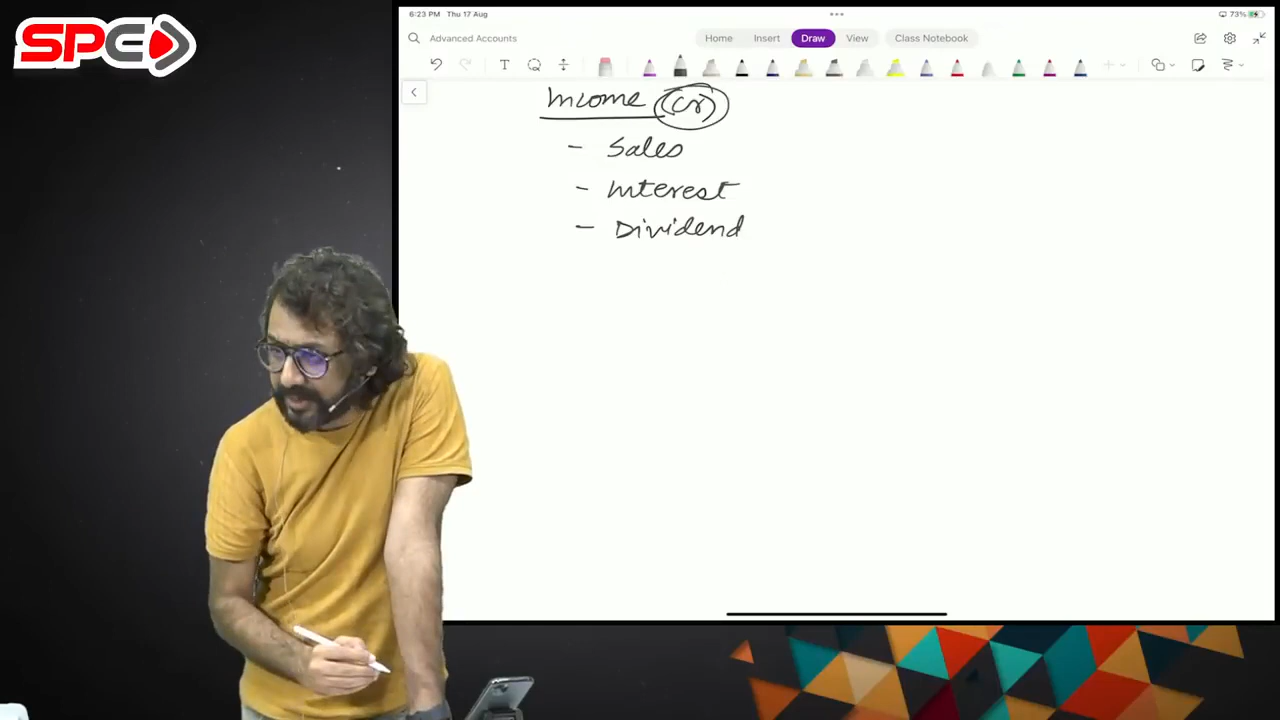 SPE
6:23 PM Thu 17 Aug
73%
Advanced Accounts
Home Insert Draw View Class Notebook
T
Income (Cr)
- Sales
- Interest
- Dividend